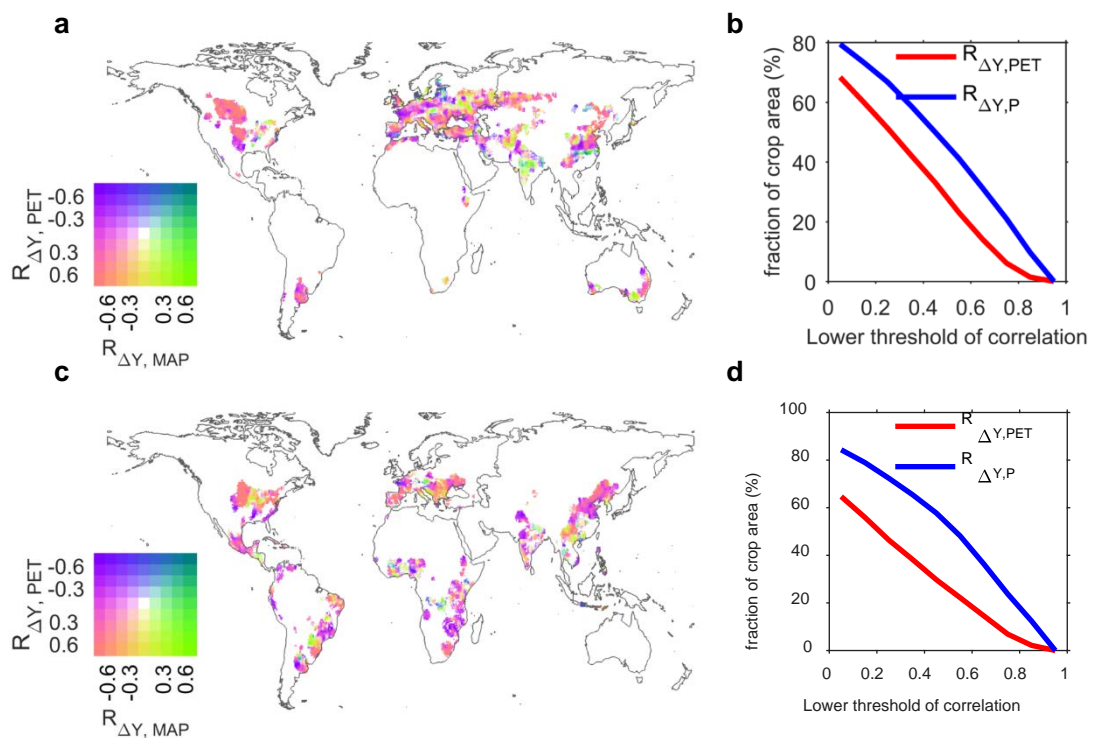 a
R ΔY, PET
-0.6
-0.3
0.3
0.6
-0.6
-0.3
0.3
0.6
R ΔY, MAP
b
fraction of crop area (%)
80
60
40
20
0
R ΔY,PET
R ΔY,P
0 0.2 0.4 0.6 0.8 1
Lower threshold of correlation
c
R ΔY, PET
-0.6
-0.3
0.3
0.6
-0.6
-0.3
0.3
0.6
R ΔY, MAP
d
fraction of crop area (%)
100
80
60
40
20
0
R ΔY,PET
R ΔY,P
0 0.2 0.4 0.6 0.8 1
Lower threshold of correlation